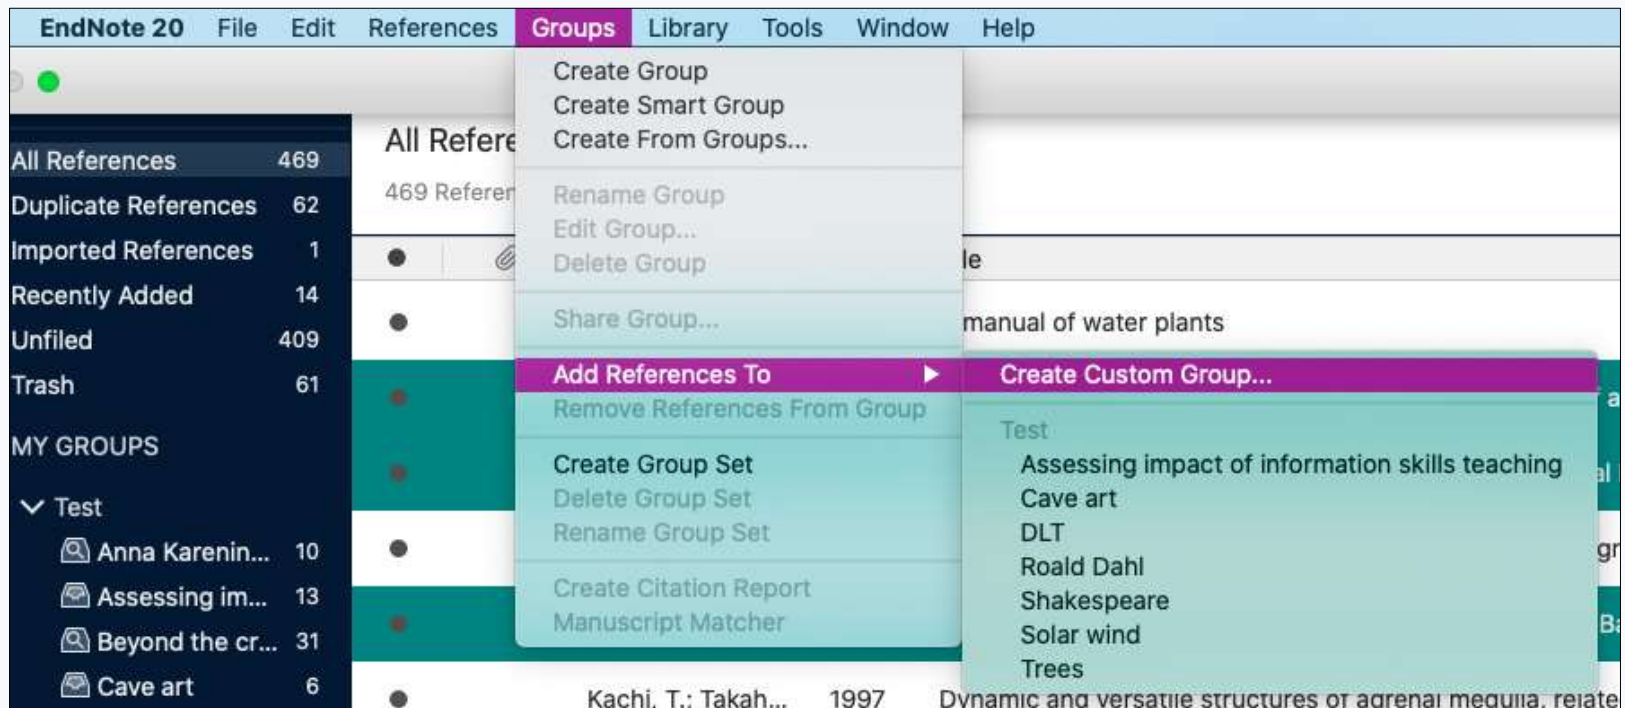 EndNote 20 File Edit References Groups Library Tools Window Help
All References 469
Duplicate References 62
Imported References 1
Recently Added 14
Unfiled 409
Trash 61
MY GROUPS
Test
Anna Karenin... 10
Assessing im... 13
Beyond the cr... 31
Cave art 6
All Refere
469 Referen
le
manual of water plants
Kachi, T.; Takah... 1997 Dynamic and versatile structures of adrenal medulla, relate
Create Group
Create Smart Group
Create From Groups...
Rename Group
Edit Group...
Delete Group
Share Group...
Add References To
Remove References From Group
Create Group Set
Delete Group Set
Rename Group Set
Create Citation Report
Manuscript Matcher
Create Custom Group...
Test
Assessing impact of information skills teaching
Cave art
DLT
Roald Dahl
Shakespeare
Solar wind
Trees